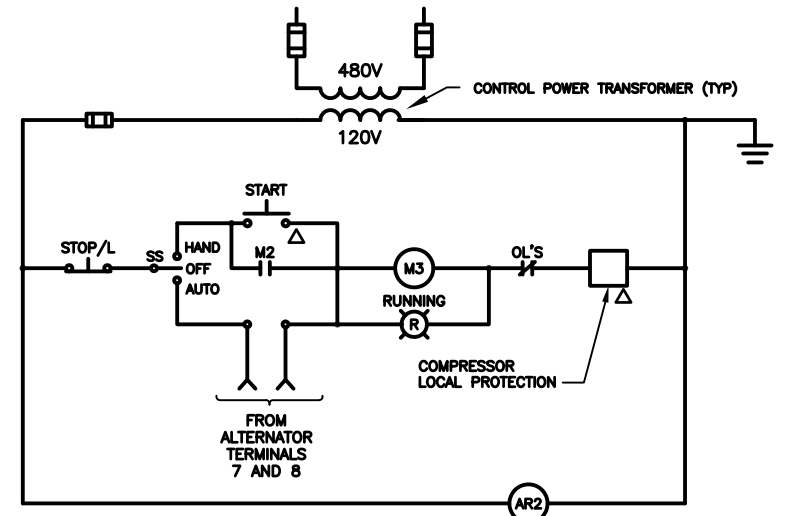 480V
CONTROL POWER TRANSFORMER (TYP)
120V
START
STOP/L
SS
HAND
OFF
AUTO
M2
M3
OL'S
RUNNING
R
COMPRESSOR
LOCAL PROTECTION
FROM
ALTERNATOR
TERMINALS
7 AND 8
AR2